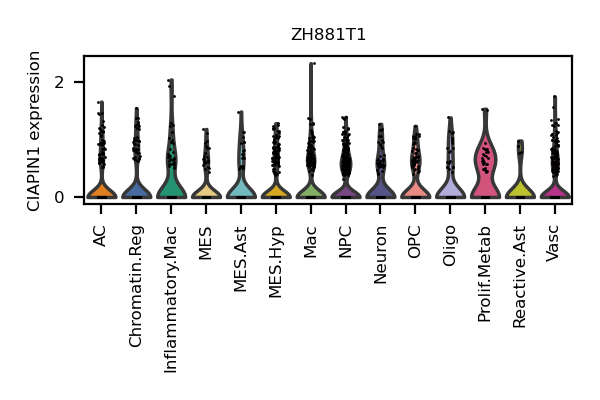 ZH881T1
CIAPIN1 expression
2
0
AC
Chromatin.Reg
Inflammatory.Mac
MES
MES.Ast
MES.Hyp
Mac
NPC
Neuron
OPC
Oligo
Prolif.Metab
Reactive.Ast
Vasc